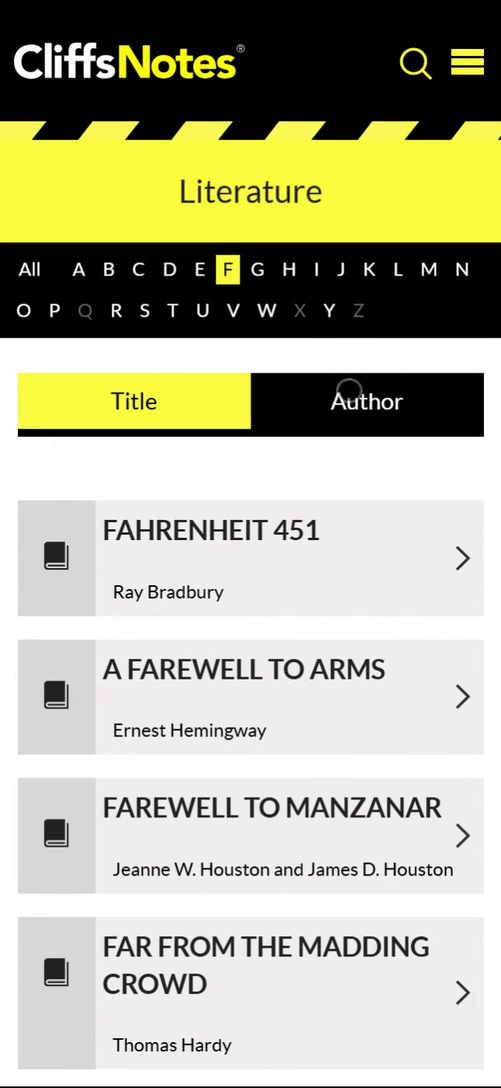 CliffsNotes®
Literature
All A B C D E F G H I J K L M N
O P Q R S T U V W X Y Z
Title Author
FAHRENHEIT 451
Ray Bradbury
A FAREWELL TO ARMS
Ernest Hemingway
FAREWELL TO MANZANAR
Jeanne W. Houston and James D. Houston
FAR FROM THE MADDING
CROWD
Thomas Hardy